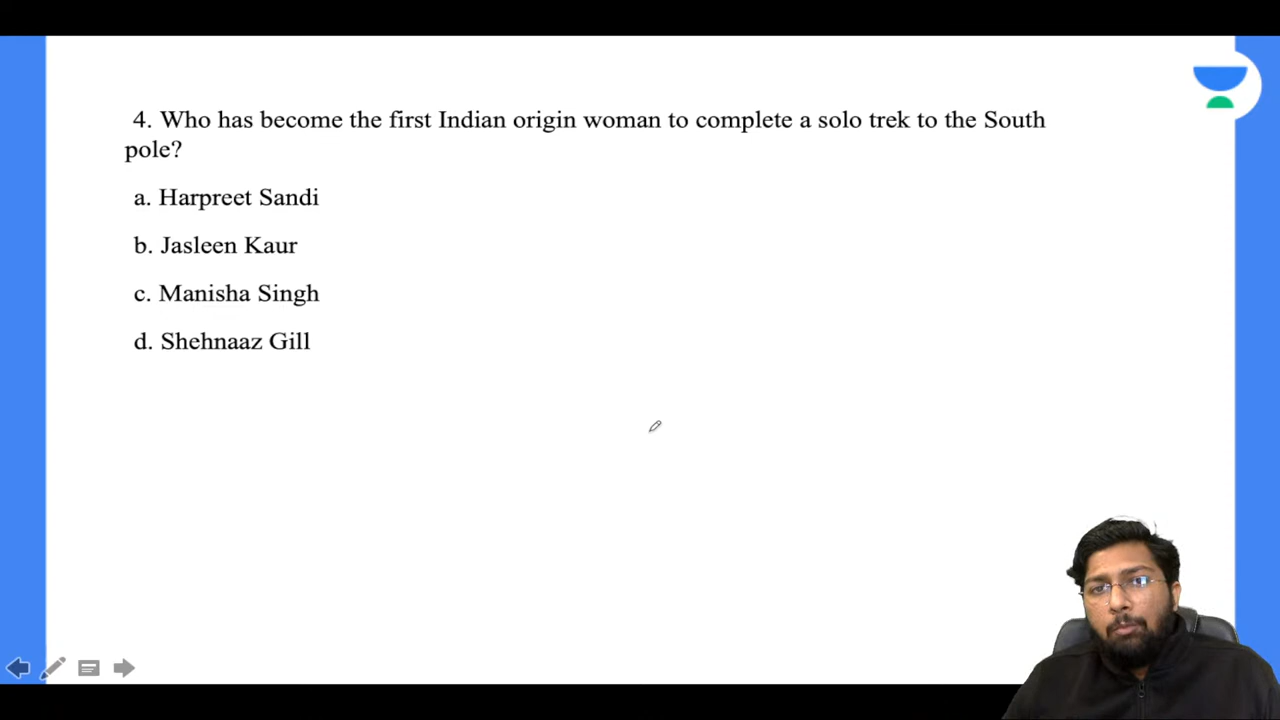 4. Who has become the first Indian origin woman to complete a solo trek to the South
pole?
a. Harpreet Sandi
b. Jasleen Kaur
c. Manisha Singh
d. Shehnaaz Gill